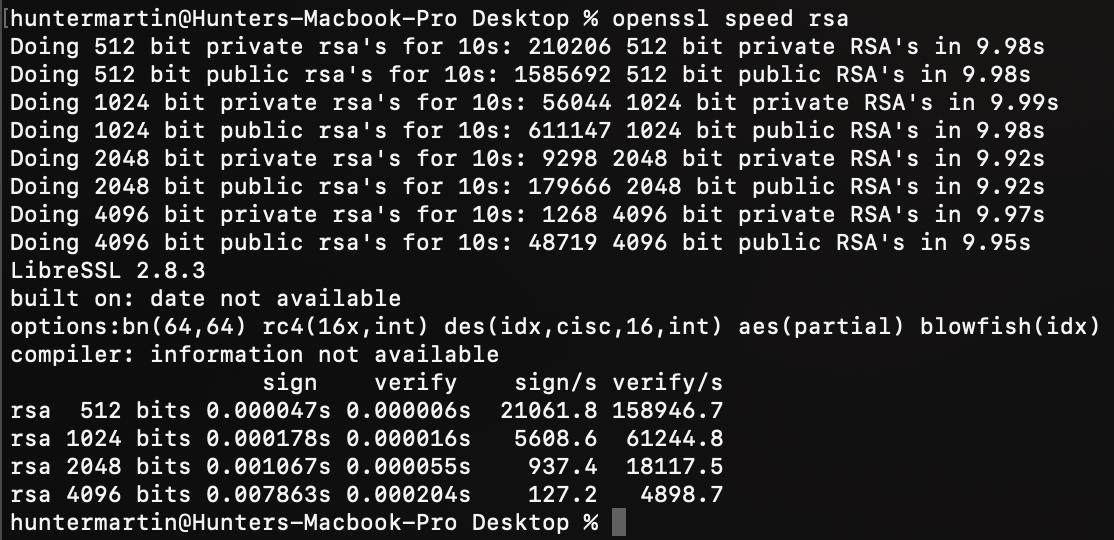 [huntermartin@Hunters-Macbook-Pro Desktop % openssl speed rsa
Doing 512 bit private rsa's for 10s: 210206 512 bit private RSA's in 9.98s
Doing 512 bit public rsa's for 10s: 1585692 512 bit public RSA's in 9.98s
Doing 1024 bit private rsa's for 10s: 56044 1024 bit private RSA's in 9.99s
Doing 1024 bit public rsa's for 10s: 611147 1024 bit public RSA's in 9.98s
Doing 2048 bit private rsa's for 10s: 9298 2048 bit private RSA's in 9.92s
Doing 2048 bit public rsa's for 10s: 179666 2048 bit public RSA's in 9.92s
Doing 4096 bit private rsa's for 10s: 1268 4096 bit private RSA's in 9.97s
Doing 4096 bit public rsa's for 10s: 48719 4096 bit public RSA's in 9.95s
LibreSSL 2.8.3
built on: date not available
options:bn(64,64) rc4(16x,int) des(idx,cisc,16,int) aes(partial) blowfish(idx)
compiler: information not available
                  sign    verify    sign/s verify/s
rsa  512 bits 0.000047s 0.000006s  21061.8 158946.7
rsa 1024 bits 0.000178s 0.000016s   5608.6  61244.8
rsa 2048 bits 0.001067s 0.000055s    937.4  18117.5
rsa 4096 bits 0.007863s 0.000204s    127.2   4898.7
huntermartin@Hunters-Macbook-Pro Desktop %